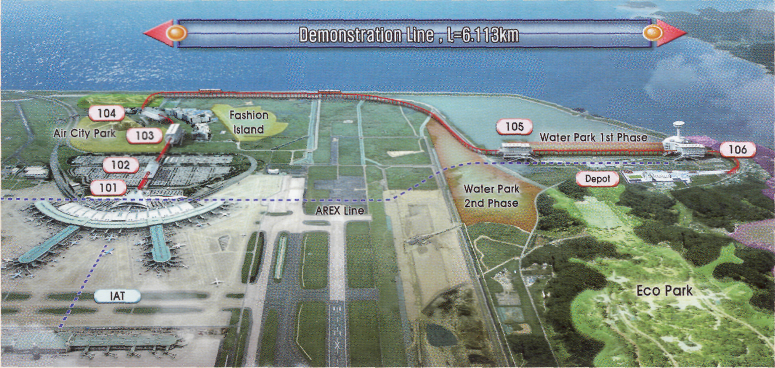 Demonstration Line , L=6.113km
104
Air City Park
103
Fashion
Island
102
101
105
Water Park 1st Phase
106
Water Park
2nd Phase
Depot
AREX Line
IAT
Eco Park